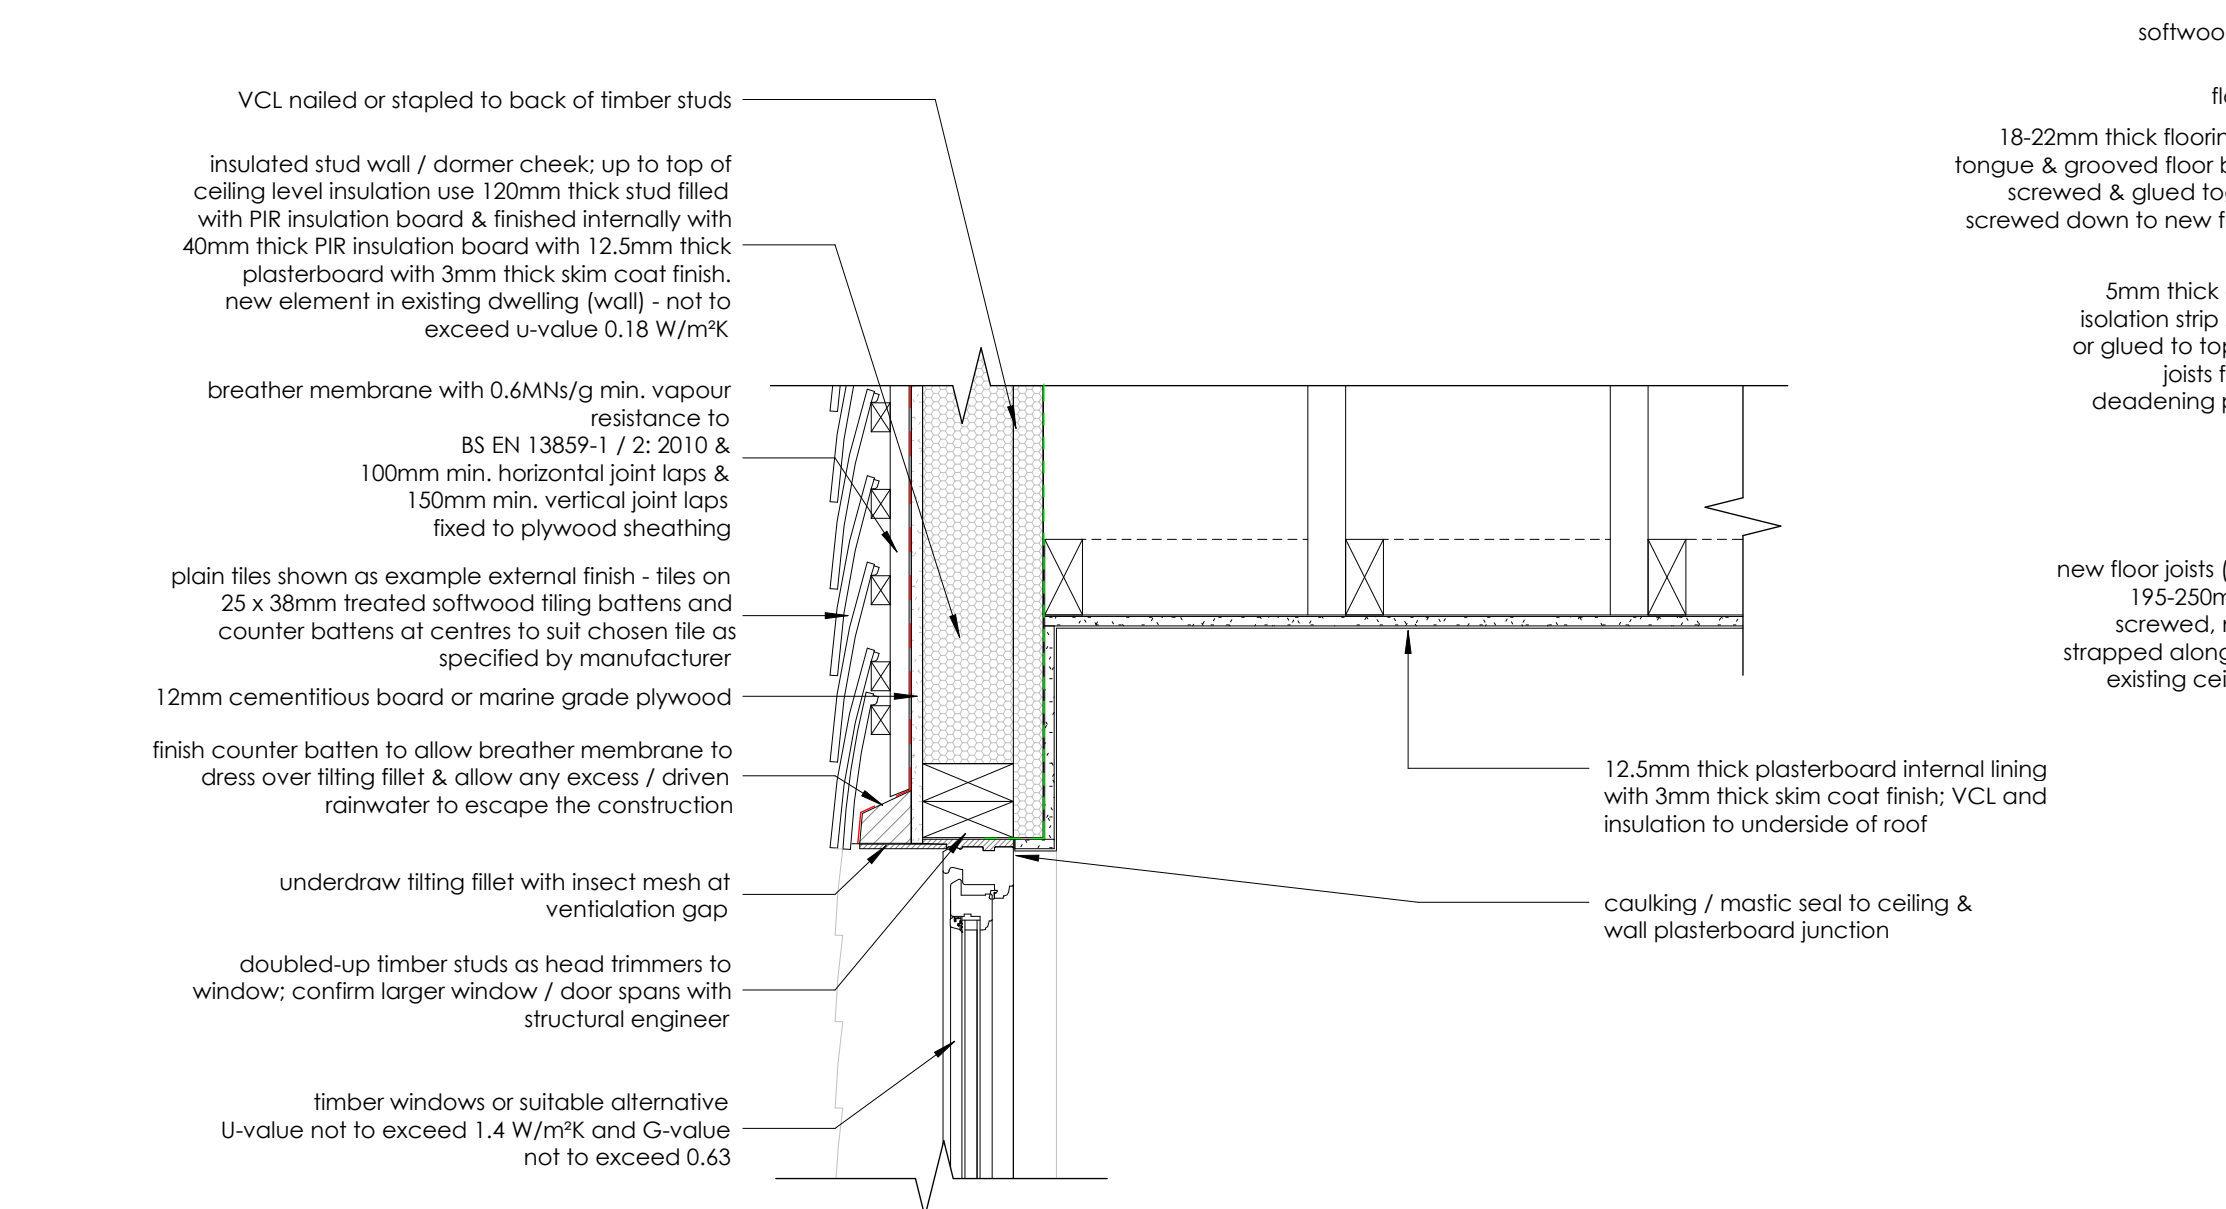 VCL nailed or stapled to back of timber studs
insulated stud wall / dormer cheek; up to top of
ceiling level insulation use 120mm thick stud filled
with PIR insulation board & finished internally with
40mm thick PIR insulation board with 12.5mm thick
plasterboard with 3mm thick skim coat finish.
new element in existing dwelling (wall) - not to
exceed u-value 0.18 W/m²K
breather membrane with 0.6MNs/g min. vapour
resistance to
BS EN 13859-1 / 2: 2010 &
100mm min. horizontal joint laps &
150mm min. vertical joint laps
fixed to plywood sheathing
plain tiles shown as example external finish - tiles on
25 x 38mm treated softwood tiling battens and
counter battens at centres to suit chosen tile as
specified by manufacturer
12mm cementitious board or marine grade plywood
finish counter batten to allow breather membrane to
dress over tilting fillet & allow any excess / driven
rainwater to escape the construction
underdraw tilting fillet with insect mesh at
ventialation gap
doubled-up timber studs as head trimmers to
window; confirm larger window / door spans with
structural engineer
timber windows or suitable alternative
U-value not to exceed 1.4 W/m²K and G-value
not to exceed 0.63
12.5mm thick plasterboard internal lining
with 3mm thick skim coat finish; VCL and
insulation to underside of roof
caulking / mastic seal to ceiling &
wall plasterboard junction
18-22mm thick
tongue & grooved floor
screwed & glued
screwed down to new
5mm thick
isolation strip
or glued to
joists
deadening
new floor joists (
screwed,
strapped
existing